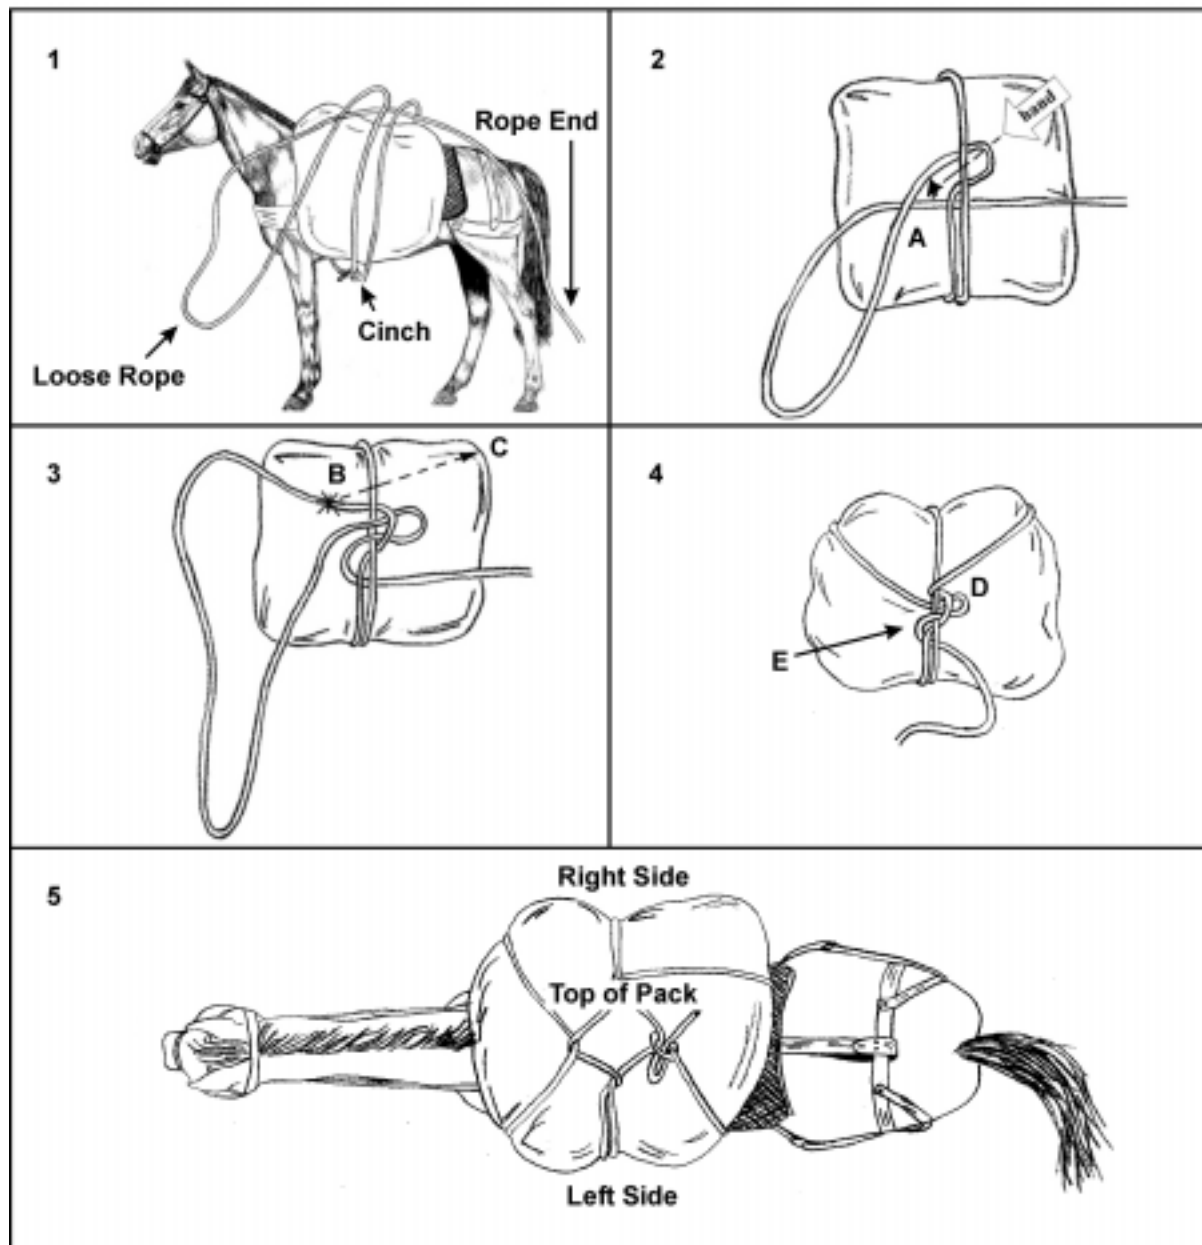 1
Rope End
Cinch
Loose Rope
2
hand
A
3
B
C
4
D
E
5
Right Side
Top of Pack
Left Side